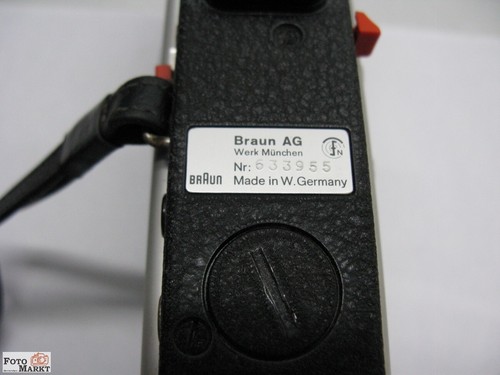 Braun AG
Werk München
Nr: 633955
BRAUN Made in W.Germany
FOTO
MARKT